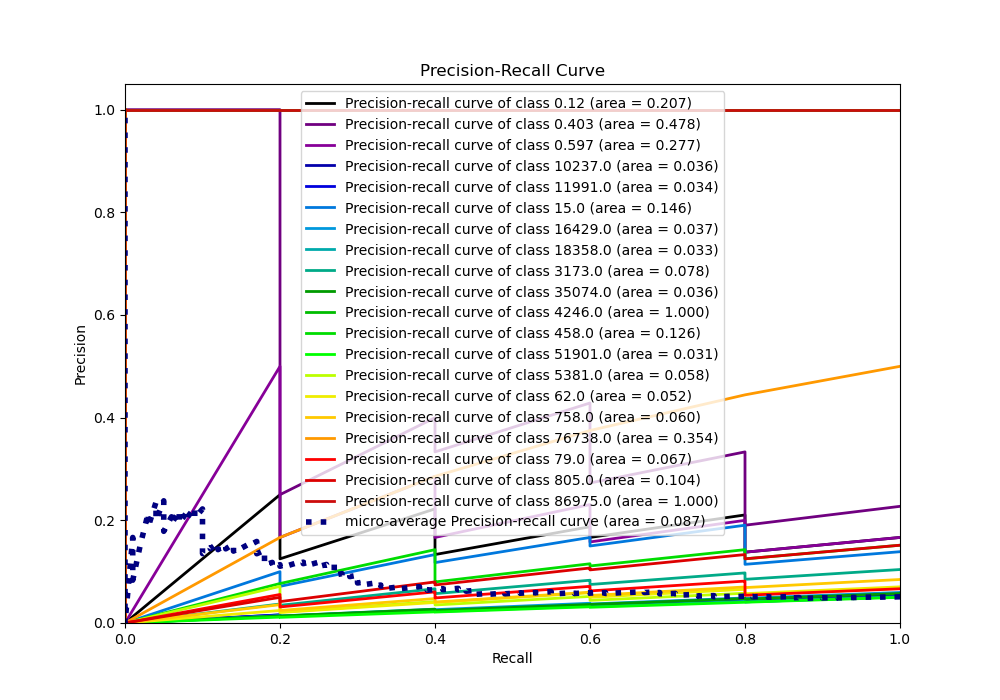 Precision-Recall Curve
1.0
0.8
0.6
0.4
0.2
0.0
Precision
Precision-recall curve of class 0.12 (area = 0.207)
Precision-recall curve of class 0.403 (area = 0.478)
Precision-recall curve of class 0.597 (area = 0.277)
Precision-recall curve of class 10237.0 (area = 0.036)
Precision-recall curve of class 11991.0 (area = 0.034)
Precision-recall curve of class 15.0 (area = 0.146)
Precision-recall curve of class 16429.0 (area = 0.037)
Precision-recall curve of class 18358.0 (area = 0.033)
Precision-recall curve of class 3173.0 (area = 0.078)
Precision-recall curve of class 35074.0 (area = 0.036)
Precision-recall curve of class 4246.0 (area = 1.000)
Precision-recall curve of class 458.0 (area = 0.126)
Precision-recall curve of class 51901.0 (area = 0.031)
Precision-recall curve of class 5381.0 (area = 0.058)
Precision-recall curve of class 62.0 (area = 0.052)
Precision-recall curve of class 758.0 (area = 0.060)
Precision-recall curve of class 76738.0 (area = 0.354)
Precision-recall curve of class 79.0 (area = 0.067)
Precision-recall curve of class 805.0 (area = 0.104)
Precision-recall curve of class 86975.0 (area = 1.000)
micro-average Precision-recall curve (area = 0.087)
0.0 0.2 0.4 0.6 0.8 1.0
Recall